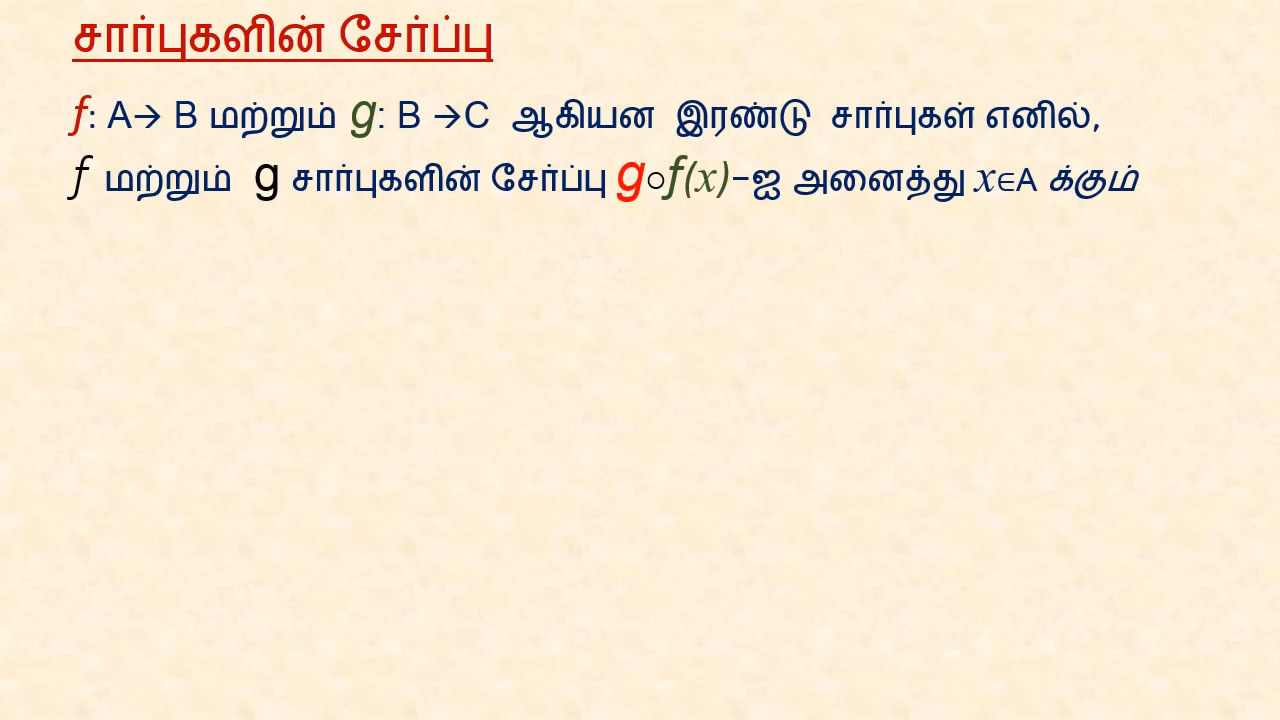 சார்புகளின் சேர்ப்பு
f: A→ B மற்றும் g: B →C ஆகியன இரண்டு சார்புகள் எனில்,
f மற்றும் g சார்புகளின் சேர்ப்பு g○f(x)−ஐ அனைத்து x∈A க்கும்